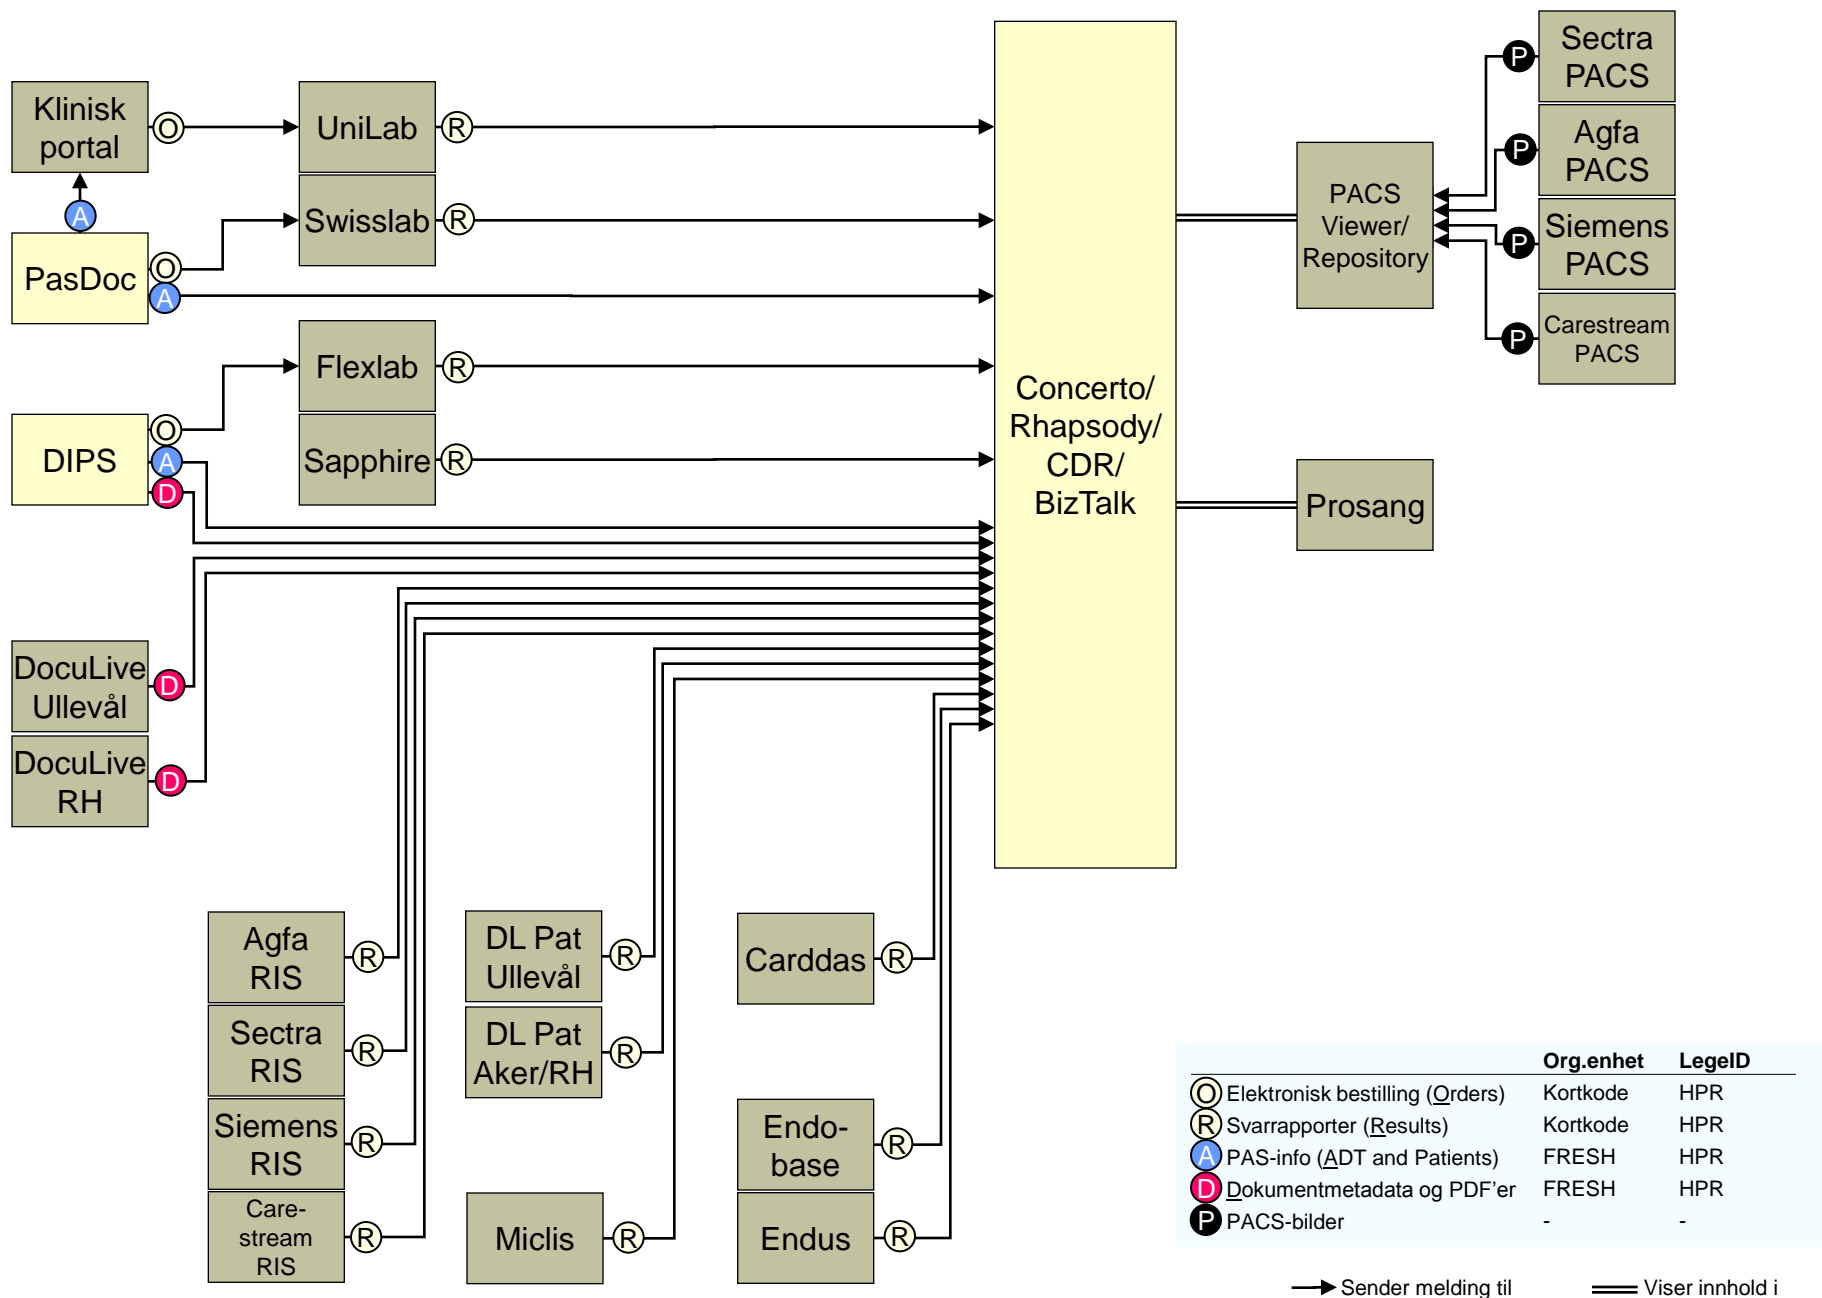 Klinisk
portal
O
A
PasDoc
O
A
DIPS
O
A
D
DocuLive
Ullevål
D
DocuLive
RH
D
UniLab
R
Swisslab
R
Flexlab
R
Sapphire
R
Concerto/
Rhapsody/
CDR/
BizTalk
PACS
Viewer/
Repository
Prosang
P
Sectra
PACS
P
Agfa
PACS
P
Siemens
PACS
P
Carestream
PACS
Agfa
RIS
R
Sectra
RIS
R
Siemens
RIS
R
Care-
stream
RIS
R
DL Pat
Ullevål
R
DL Pat
Aker/RH
R
Miclis
R
Carddas
R
Endo-
base
R
Endus
R
Org.enhet LegeID
O Elektronisk bestilling (Orders) Kortkode HPR
R Svarrapporter (Results) Kortkode HPR
A PAS-info (ADT and Patients) FRESH HPR
D Dokumentmetadata og PDF’er FRESH HPR
P PACS-bilder - -
Sender melding til Viser innhold i